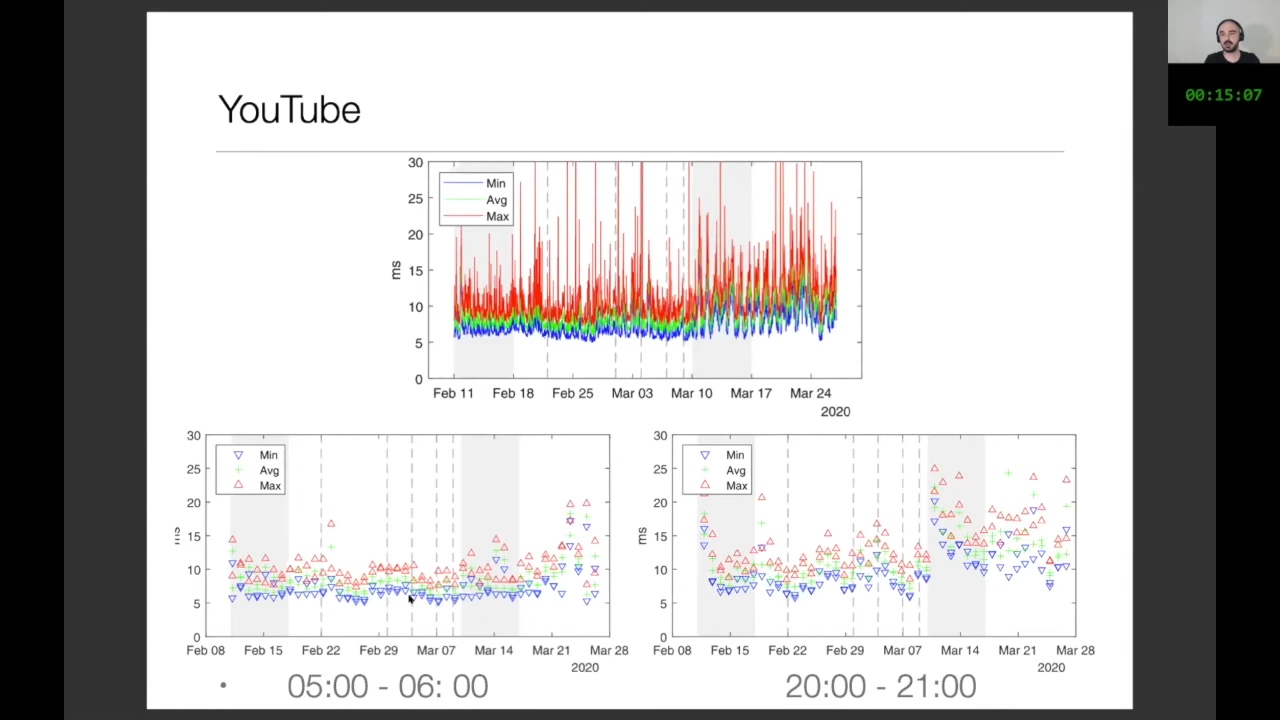 YouTube
00:15:07
30
25
20
15
10
5
0
ms
Min
Avg
Max
Feb 11 Feb 18 Feb 25 Mar 03 Mar 10 Mar 17 Mar 24
2020
30
25
20
15
10
5
0
ms
Min
Avg
Max
Feb 08 Feb 15 Feb 22 Feb 29 Mar 07 Mar 14 Mar 21 Mar 28
2020
30
25
20
15
10
5
0
ms
Min
Avg
Max
Feb 08 Feb 15 Feb 22 Feb 29 Mar 07 Mar 14 Mar 21 Mar 28
2020
• 05:00 - 06: 00
20:00 - 21:00